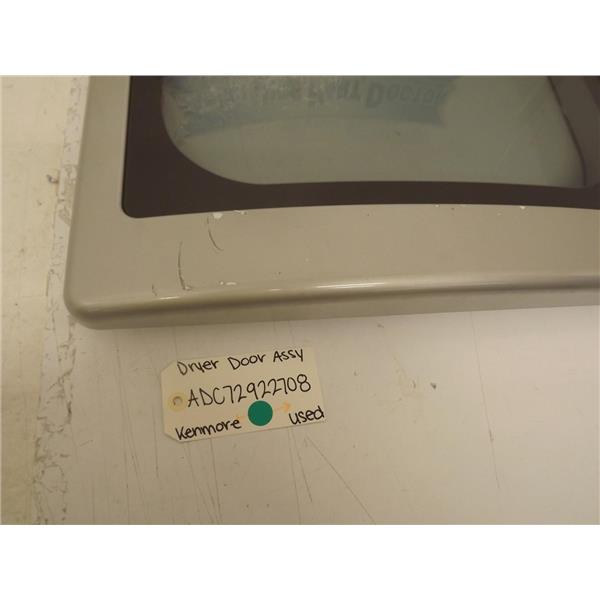 Dryer Door Assy
ADC72922708
Kenmore used